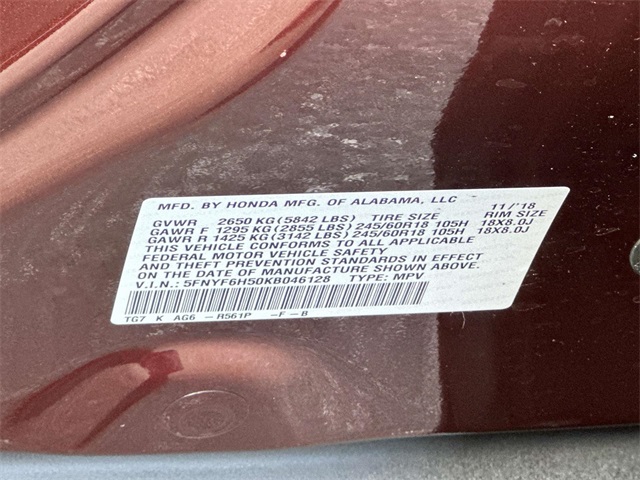 MFD. BY HONDA MFG. OF ALABAMA, LLC 11/'18
GVWR 2650 KG (5842 LBS) TIRE SIZE RIM SIZE
GAWR F 1295 KG (2855 LBS) 245/60R18 105H 18X8.0J
GAWR R 1425 KG (3142 LBS) 245/60R18 105H 18X8.0J
THIS VEHICLE CONFORMS TO ALL APPLICABLE
FEDERAL MOTOR VEHICLE SAFETY
AND THEFT PREVENTION STANDARDS IN EFFECT
ON THE DATE OF MANUFACTURE SHOWN ABOVE.
V.I.N.: 5FNYF6H50KB046128 TYPE: MPV
TG7 K AG6 -R561P -F-B